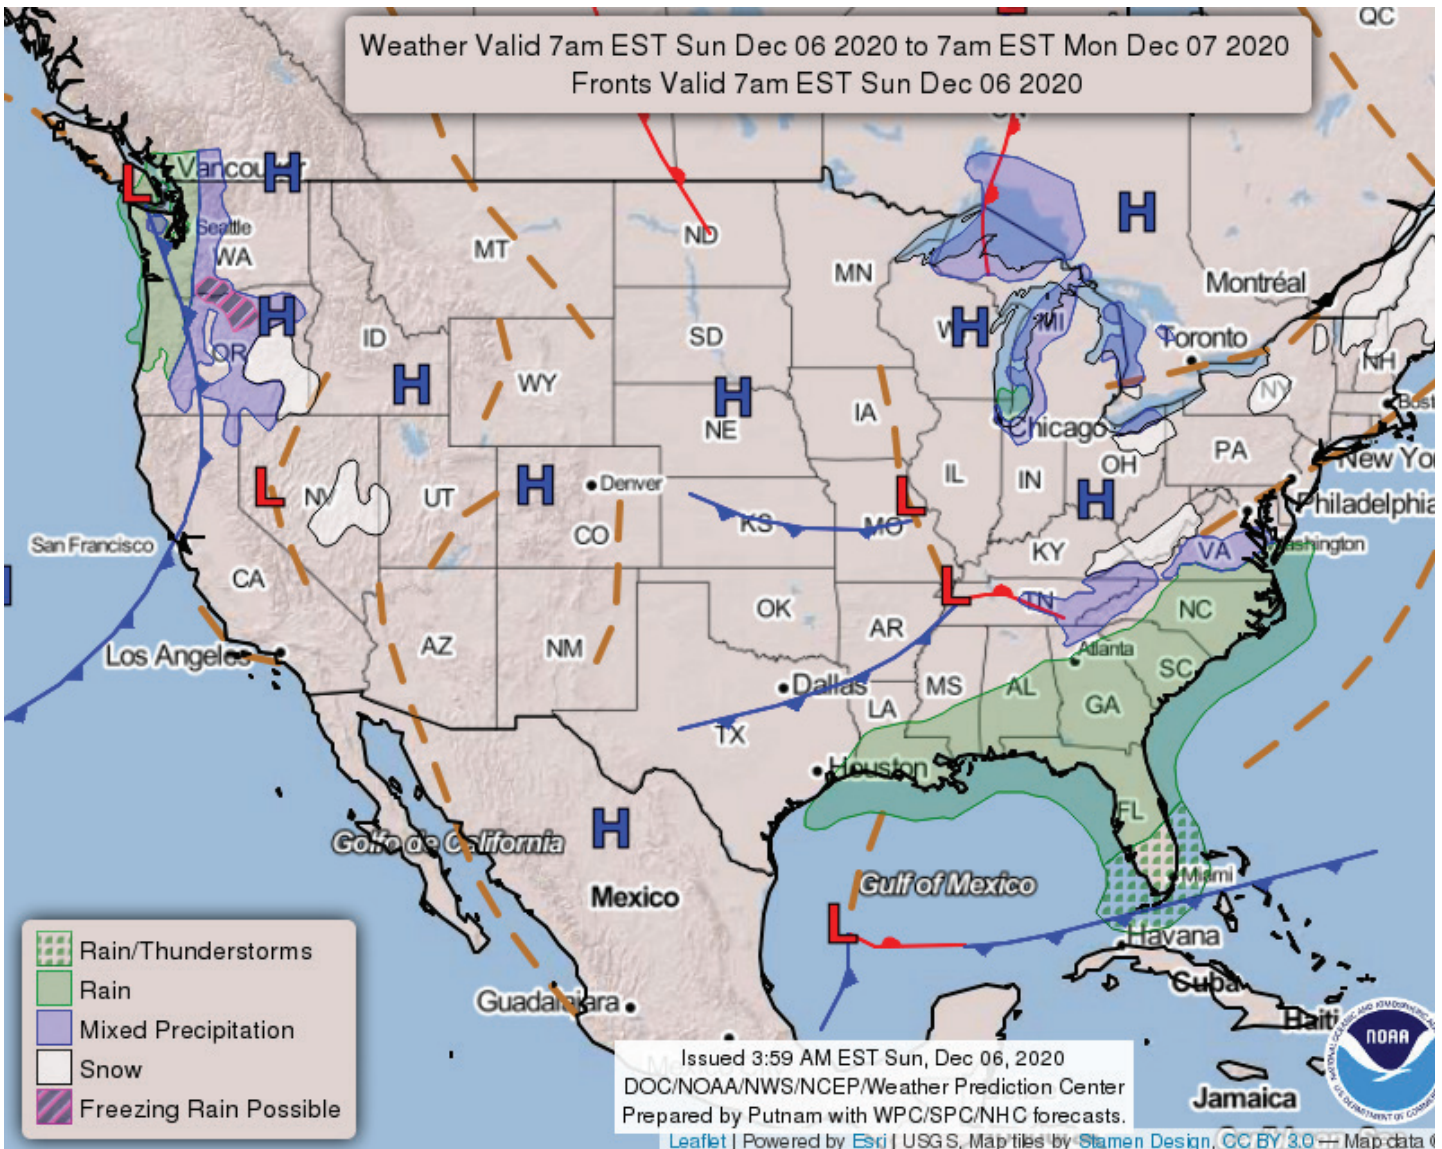 QC
Weather Valid 7am EST Sun Dec 06 2020 to 7am EST Mon Dec 07 2020
Fronts Valid 7am EST Sun Dec 06 2020
L
Vancouver
H
H
Seattle
WA
MT
ND
MN
Montréal
H
OR
ID
SD
H
MI
Toronto
NH
H
WY
H
NE
IA
NY
Boston
Chicago
PA
New Yo
L
NV
UT
H
Denver
L
IL
IN
OH
H
Philadelphia
San Francisco
CO
KS
MO
KY
VA
Washington
H
CA
L
TN
NC
OK
AR
Los Angeles
AZ
NM
Atlanta
SC
Dallas
MS
AL
GA
LA
TX
Houston
H
FL
Golfo de California
Mexico
Gulf of Mexico
Miami
L
Havana
Cuba
Guadalajara
Haiti
Rain/Thunderstorms
Rain
Mixed Precipitation
Snow
Freezing Rain Possible
NOAA
Issued 3:59 AM EST Sun, Dec 06, 2020
DOC/NOAA/NWS/NCEP/Weather Prediction Center
Prepared by Putnam with WPC/SPC/NHC forecasts.
Jamaica
Leaflet | Powered by Esri | USGS, Map tiles by Stamen Design, CC BY 3.0 — Map data ©